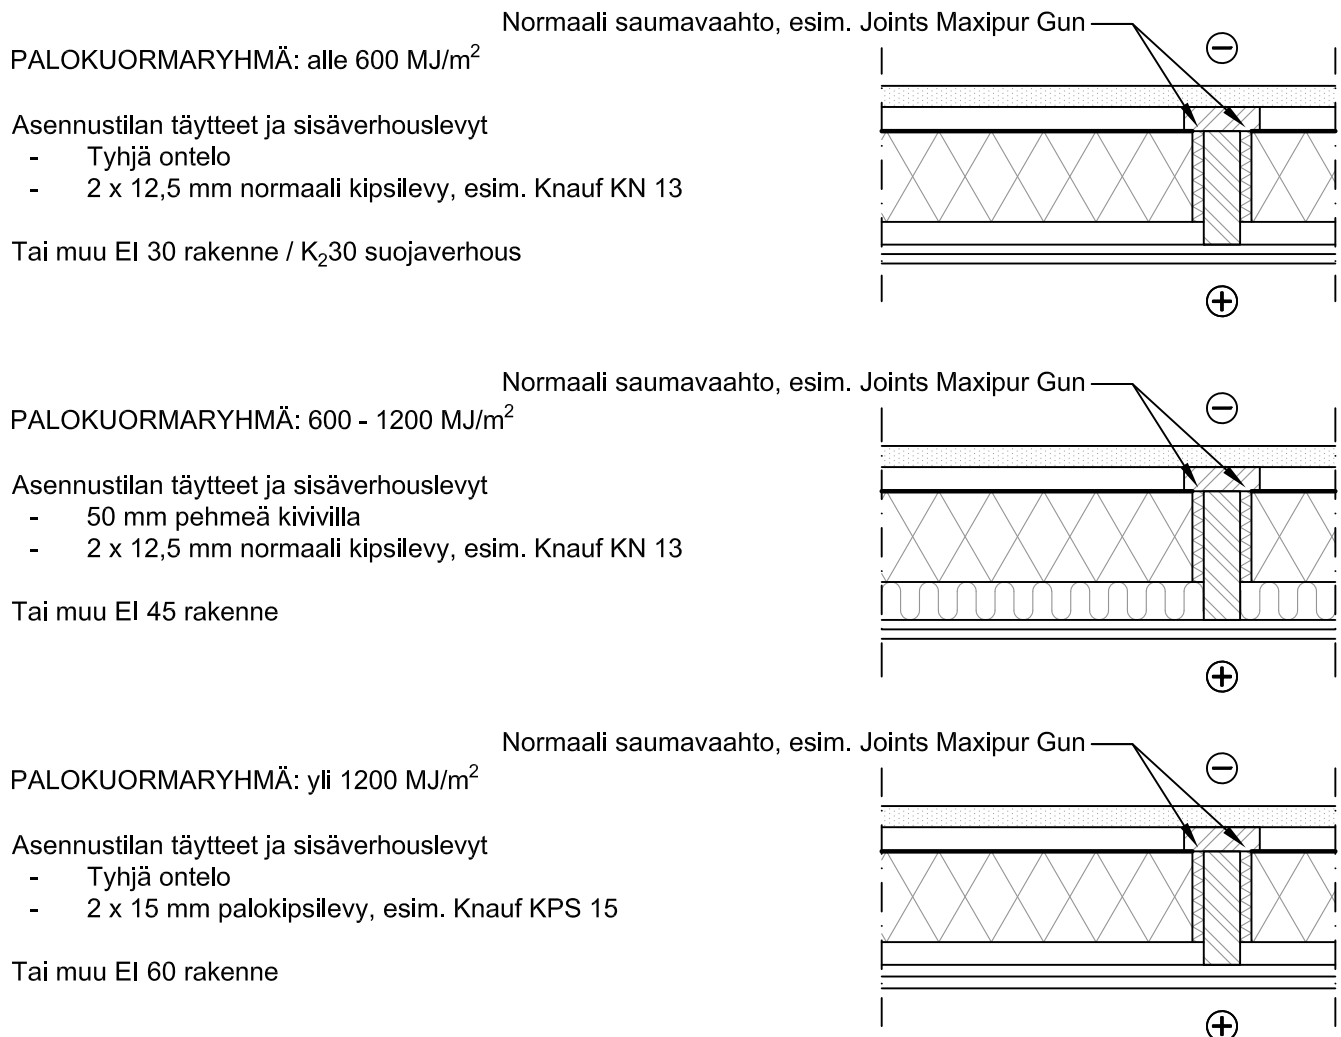 Normaali saumavaahto, esim. Joints Maxipur Gun
PALOKUORMARYHMÄ: alle 600 MJ/m²
Asennustilan täytteet ja sisäverhouslevyt
- Tyhjä ontelo
- 2 x 12,5 mm normaali kipsilevy, esim. Knauf KN 13
Tai muu EI 30 rakenne / K₂30 suojaverhous
Normaali saumavaahto, esim. Joints Maxipur Gun
PALOKUORMARYHMÄ: 600 - 1200 MJ/m²
Asennustilan täytteet ja sisäverhouslevyt
- 50 mm pehmeä kivivilla
- 2 x 12,5 mm normaali kipsilevy, esim. Knauf KN 13
Tai muu EI 45 rakenne
Normaali saumavaahto, esim. Joints Maxipur Gun
PALOKUORMARYHMÄ: yli 1200 MJ/m²
Asennustilan täytteet ja sisäverhouslevyt
- Tyhjä ontelo
- 2 x 15 mm palokipsilevy, esim. Knauf KPS 15
Tai muu EI 60 rakenne